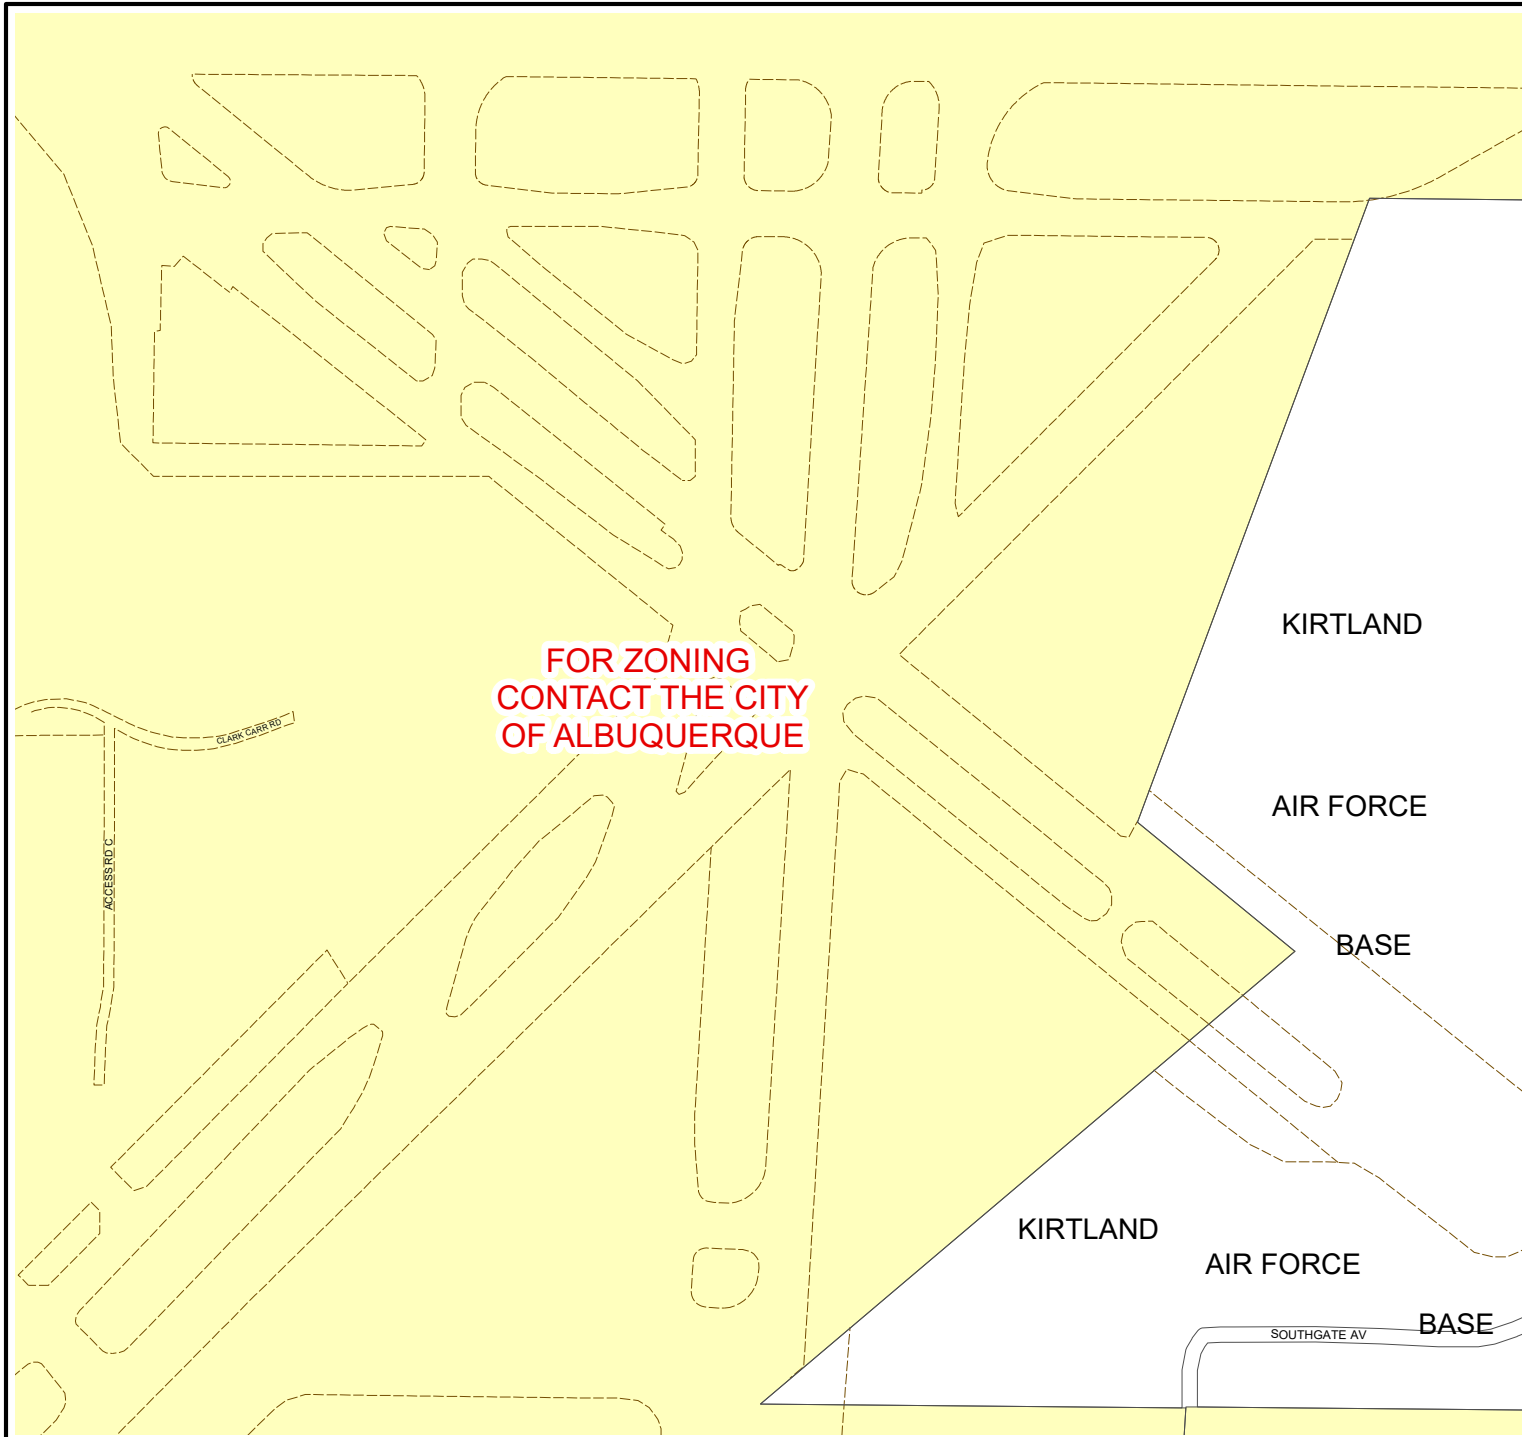 KIRTLAND
FOR ZONING
CONTACT THE CITY
OF ALBUQUERQUE
CLARK CARR RD
AIR FORCE
ACCESS RD C
BASE
KIRTLAND
AIR FORCE
BASE
SOUTHGATE AV